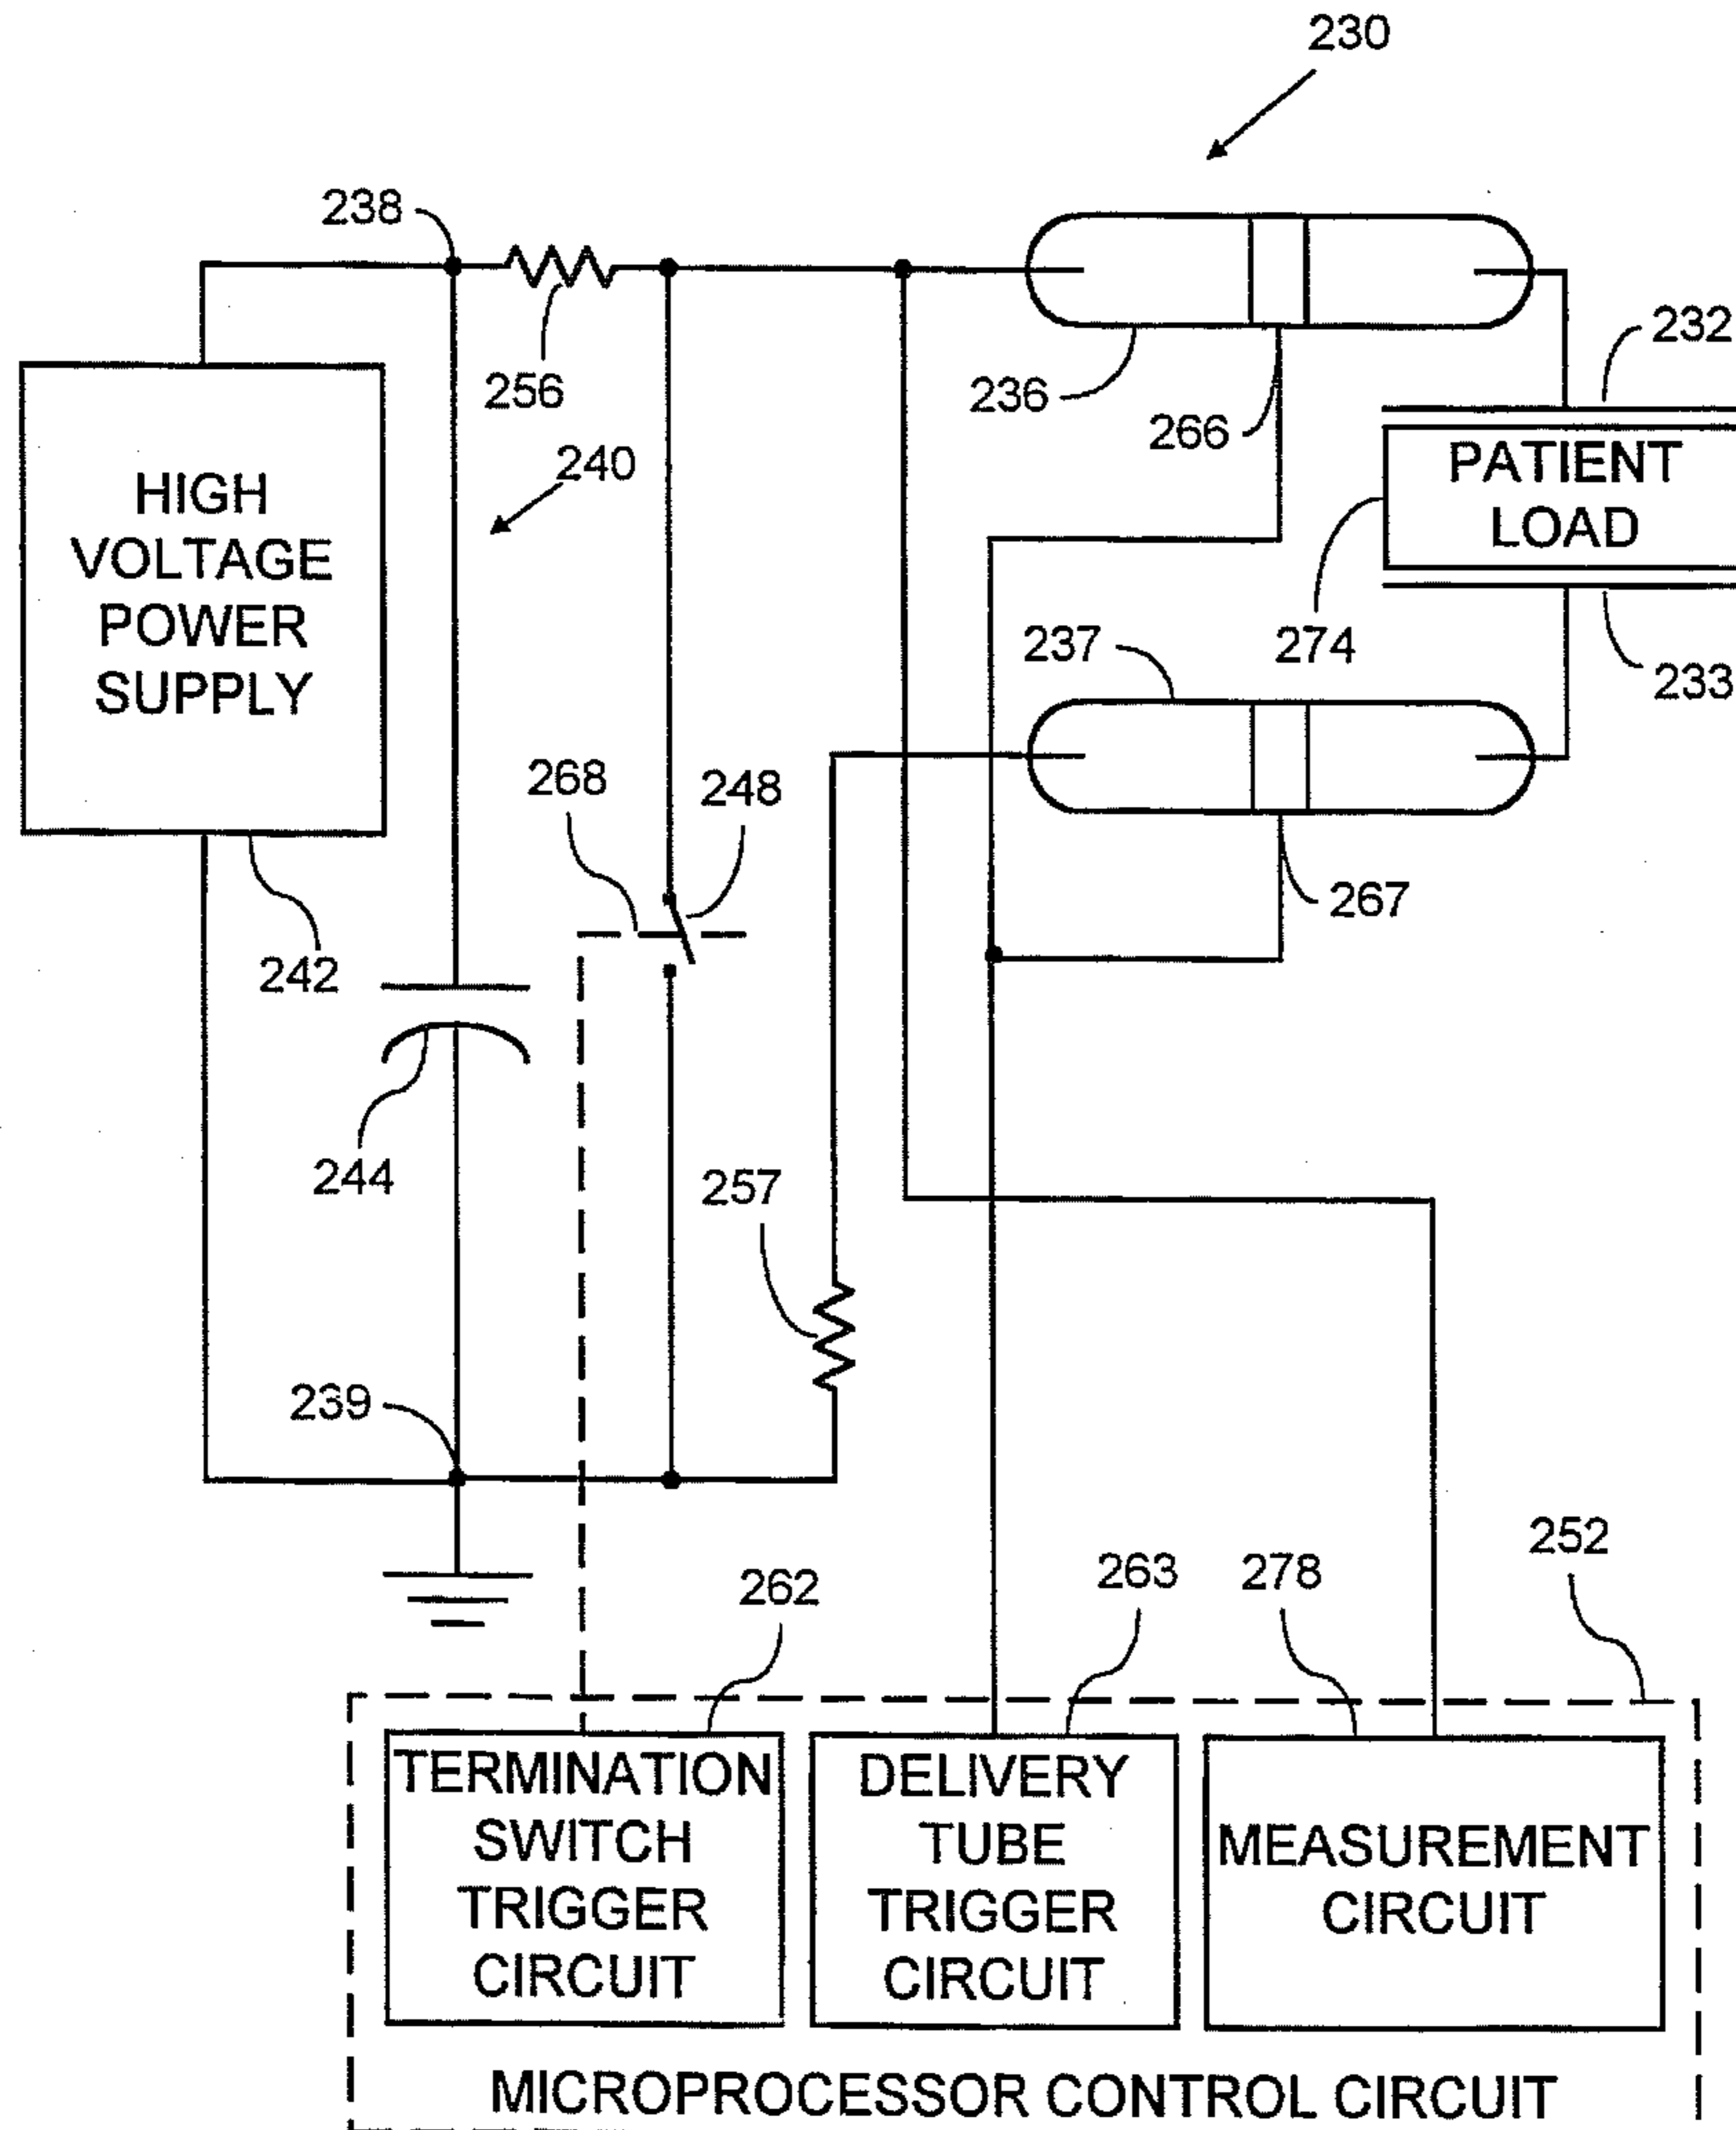 230
238
256
236
266
232
PATIENT
LOAD
240
HIGH
VOLTAGE
POWER
SUPPLY
237
274
233
268
248
267
242
244
257
239
252
262
263
278
TERMINATION
SWITCH
TRIGGER
CIRCUIT
DELIVERY
TUBE
TRIGGER
CIRCUIT
MEASUREMENT
CIRCUIT
MICROPROCESSOR CONTROL CIRCUIT